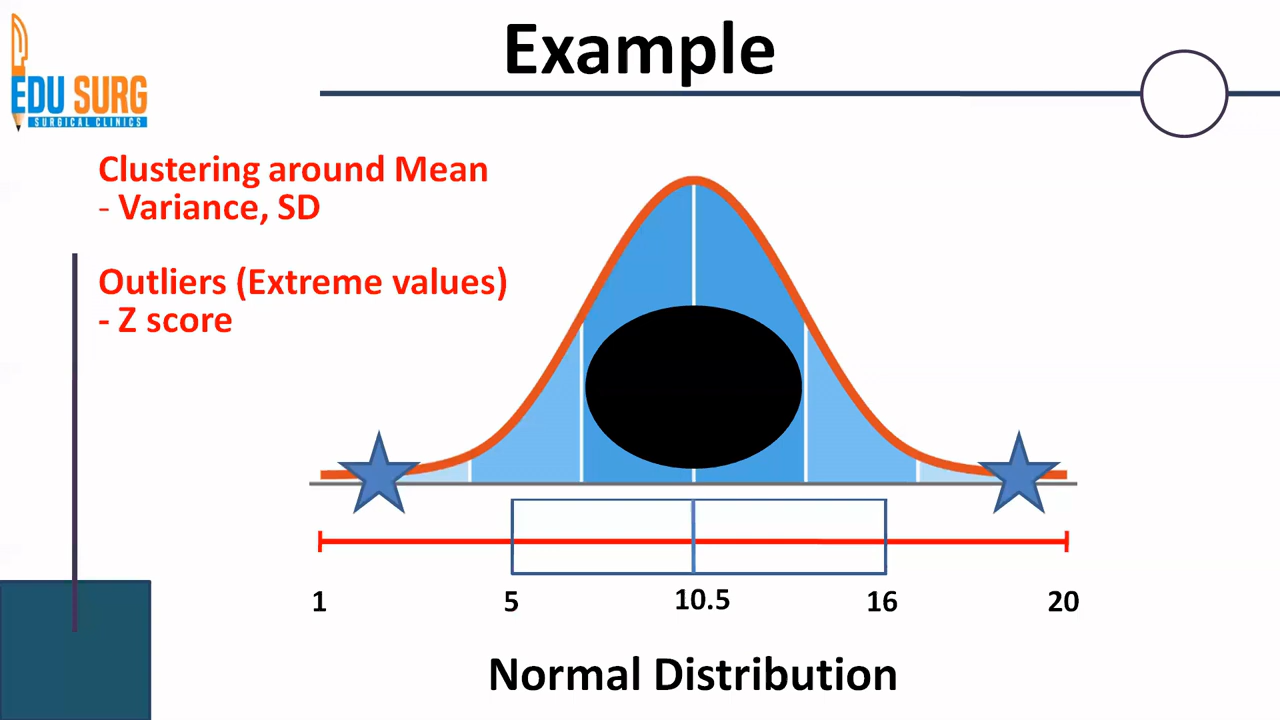 Example
EDU SURG
SURGICAL CLINICS
Clustering around Mean
- Variance, SD
Outliers (Extreme values)
- Z score
1 5 10.5 16 20
Normal Distribution